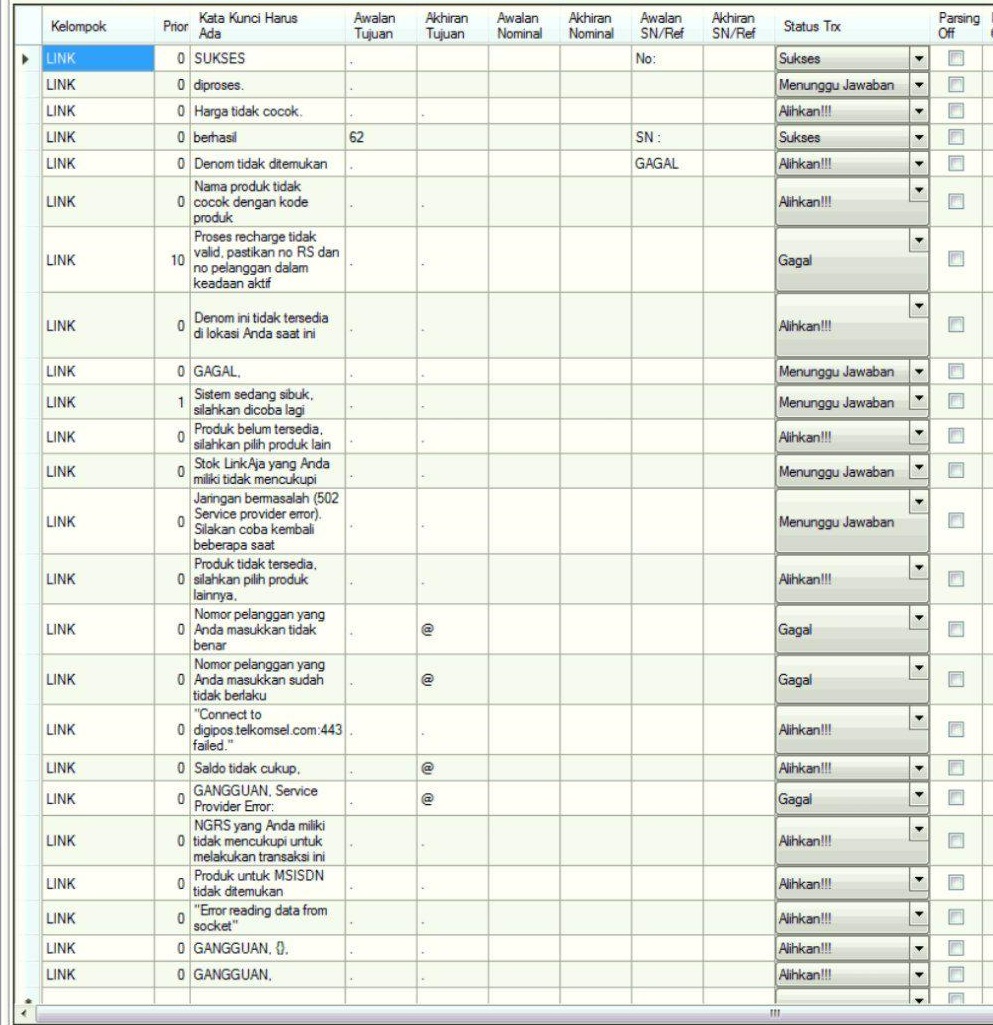 Kelompok Prior Kata Kunci Harus Ada Awalan Tujuan Akhiran Tujuan Awalan Nominal Akhiran Nominal Awalan SN/Ref Akhiran SN/Ref Status Trx Parsing Off
LINK 0 SUKSES . No: Sukses
LINK 0 diproses. . Menunggu Jawaban
LINK 0 Harga tidak cocok. . . Alihkan!!!
LINK 0 berhasil 62 SN : Sukses
LINK 0 Denom tidak ditemukan . GAGAL Alihkan!!!
Nama produk tidak
LINK 0 cocok dengan kode . . Alihkan!!!
produk
Proses recharge tidak
valid, pastikan no RS dan
LINK 10 no pelanggan dalam . . Gagal
keadaan aktif
LINK 0 Denom ini tidak tersedia . . Alihkan!!!
di lokasi Anda saat ini
LINK 0 GAGAL, . . Menunggu Jawaban
LINK 1 Sistem sedang sibuk, . . Menunggu Jawaban
silahkan dicoba lagi
LINK 0 Produk belum tersedia, . . Alihkan!!!
silahkan pilih produk lain
LINK 0 Stok LinkAja yang Anda . . Menunggu Jawaban
miliki tidak mencukupi
Jaringan bermasalah (502
LINK 0 Service provider error). . . Menunggu Jawaban
Silakan coba kembali
beberapa saat
Produk tidak tersedia,
LINK 0 silahkan pilih produk . . Alihkan!!!
lainnya,
Nomor pelanggan yang
LINK 0 Anda masukkan tidak . @ Gagal
benar
Nomor pelanggan yang
LINK 0 Anda masukkan sudah . @ Gagal
tidak berlaku
"Connect to
LINK 0 digipos.telkomsel.com:443 . . Alihkan!!!
failed."
LINK 0 Saldo tidak cukup, . @ Alihkan!!!
LINK 0 GANGGUAN, Service . @ Gagal
Provider Error:
NGRS yang Anda miliki
LINK 0 tidak mencukupi untuk . . Alihkan!!!
melakukan transaksi ini
LINK 0 Produk untuk MSISDN . . Alihkan!!!
tidak ditemukan
LINK 0 "Error reading data from . . Alihkan!!!
socket"
LINK 0 GANGGUAN, {}, . . Alihkan!!!
LINK 0 GANGGUAN, . . Alihkan!!!